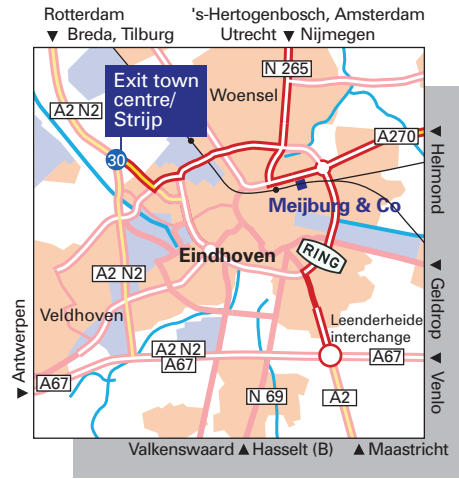 Rotterdam
▼ Breda, Tilburg
's-Hertogenbosch, Amsterdam
Utrecht ▼ Nijmegen
N 265
Exit town
centre/
Strijp
Woensel
A2 N2
A270
30
▼ Helmond
Meijburg & Co
Eindhoven
RING
A2 N2
▼ Geldrop
Veldhoven
Leenderheide
interchange
▼ Antwerpen
A2 N2
A67
A67
▼ Venlo
A67
N 69
A2
Valkenswaard ▲ Hasselt (B)
▲ Maastricht